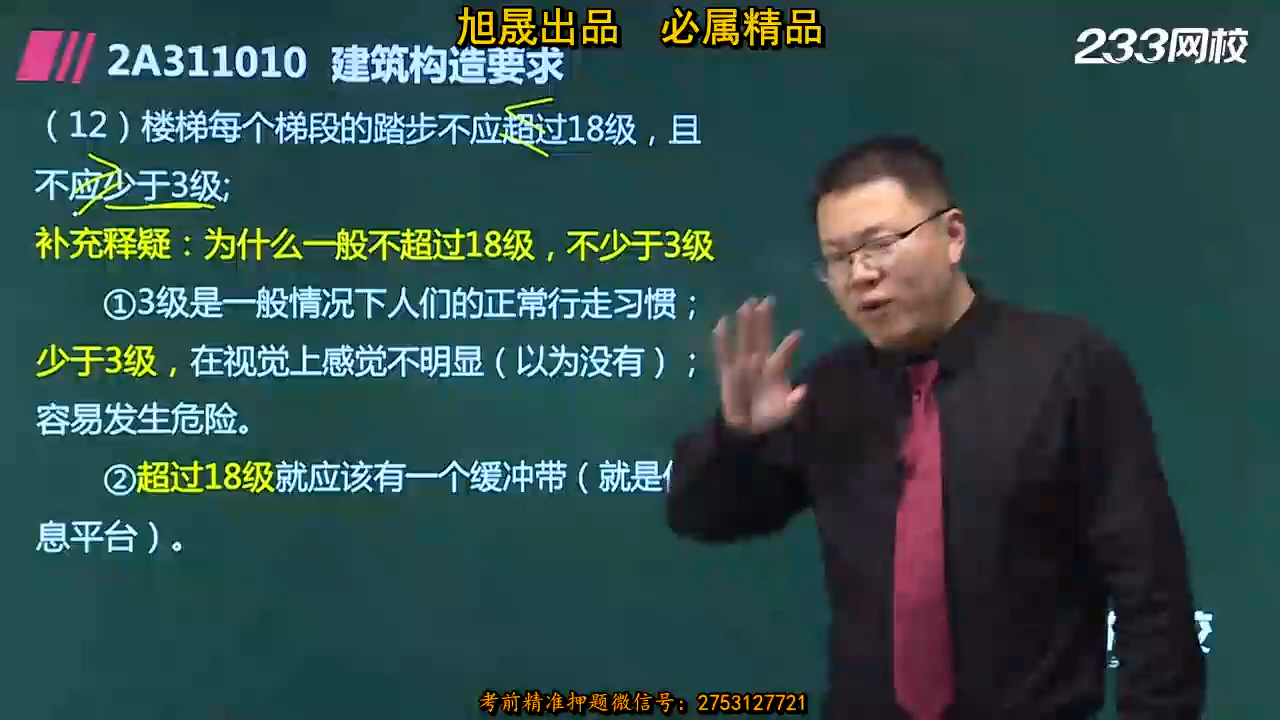 旭晟出品 必属精品
233网校
2A311010 建筑构造要求
（12）楼梯每个梯段的踏步不应超过18级，且
不应少于3级;
补充释疑：为什么一般不超过18级，不少于3级
①3级是一般情况下人们的正常行走习惯；
少于3级，在视觉上感觉不明显（以为没有）；
容易发生危险。
②超过18级就应该有一个缓冲带（就是
息平台）。
考前精准押题微信号：2753127721